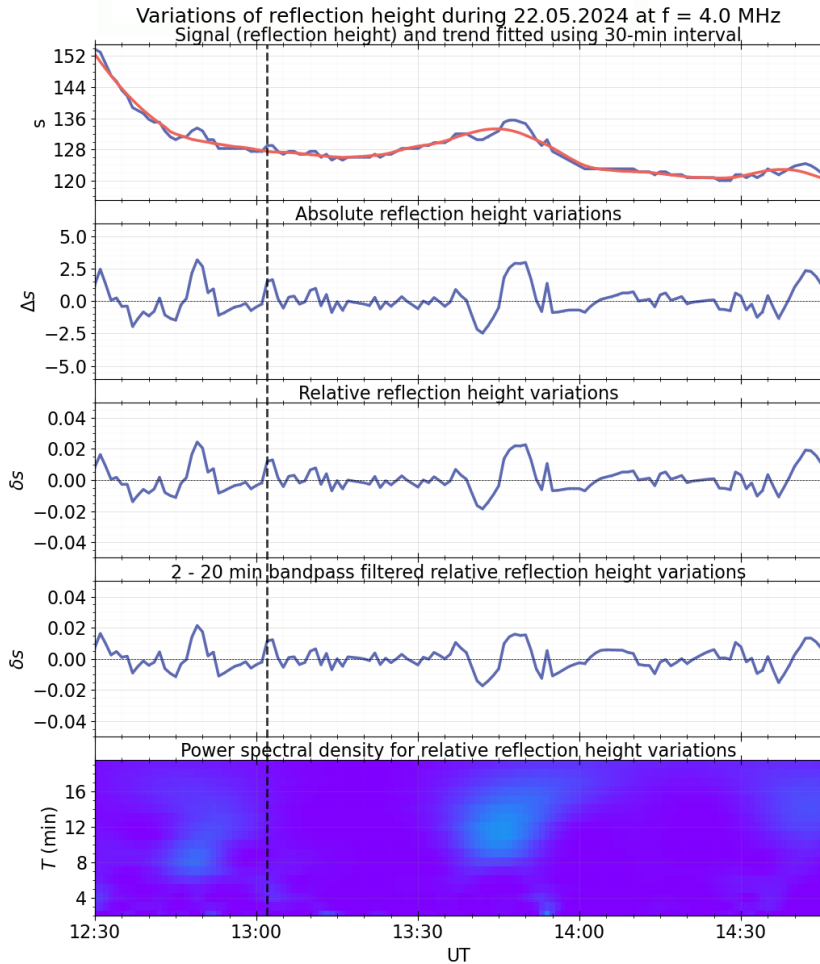 Variations of reflection height during 22.05.2024 at f = 4.0 MHz
Signal (reflection height) and trend fitted using 30-min interval
152
144
136
128
120
s
Absolute reflection height variations
5.0
2.5
0.0
−2.5
−5.0
Δs
Relative reflection height variations
0.04
0.02
0.00
−0.02
−0.04
δs
2 - 20 min bandpass filtered relative reflection height variations
0.04
0.02
0.00
−0.02
−0.04
δs
Power spectral density for relative reflection height variations
16
12
8
4
T (min)
12:30 13:00 13:30 14:00 14:30
UT